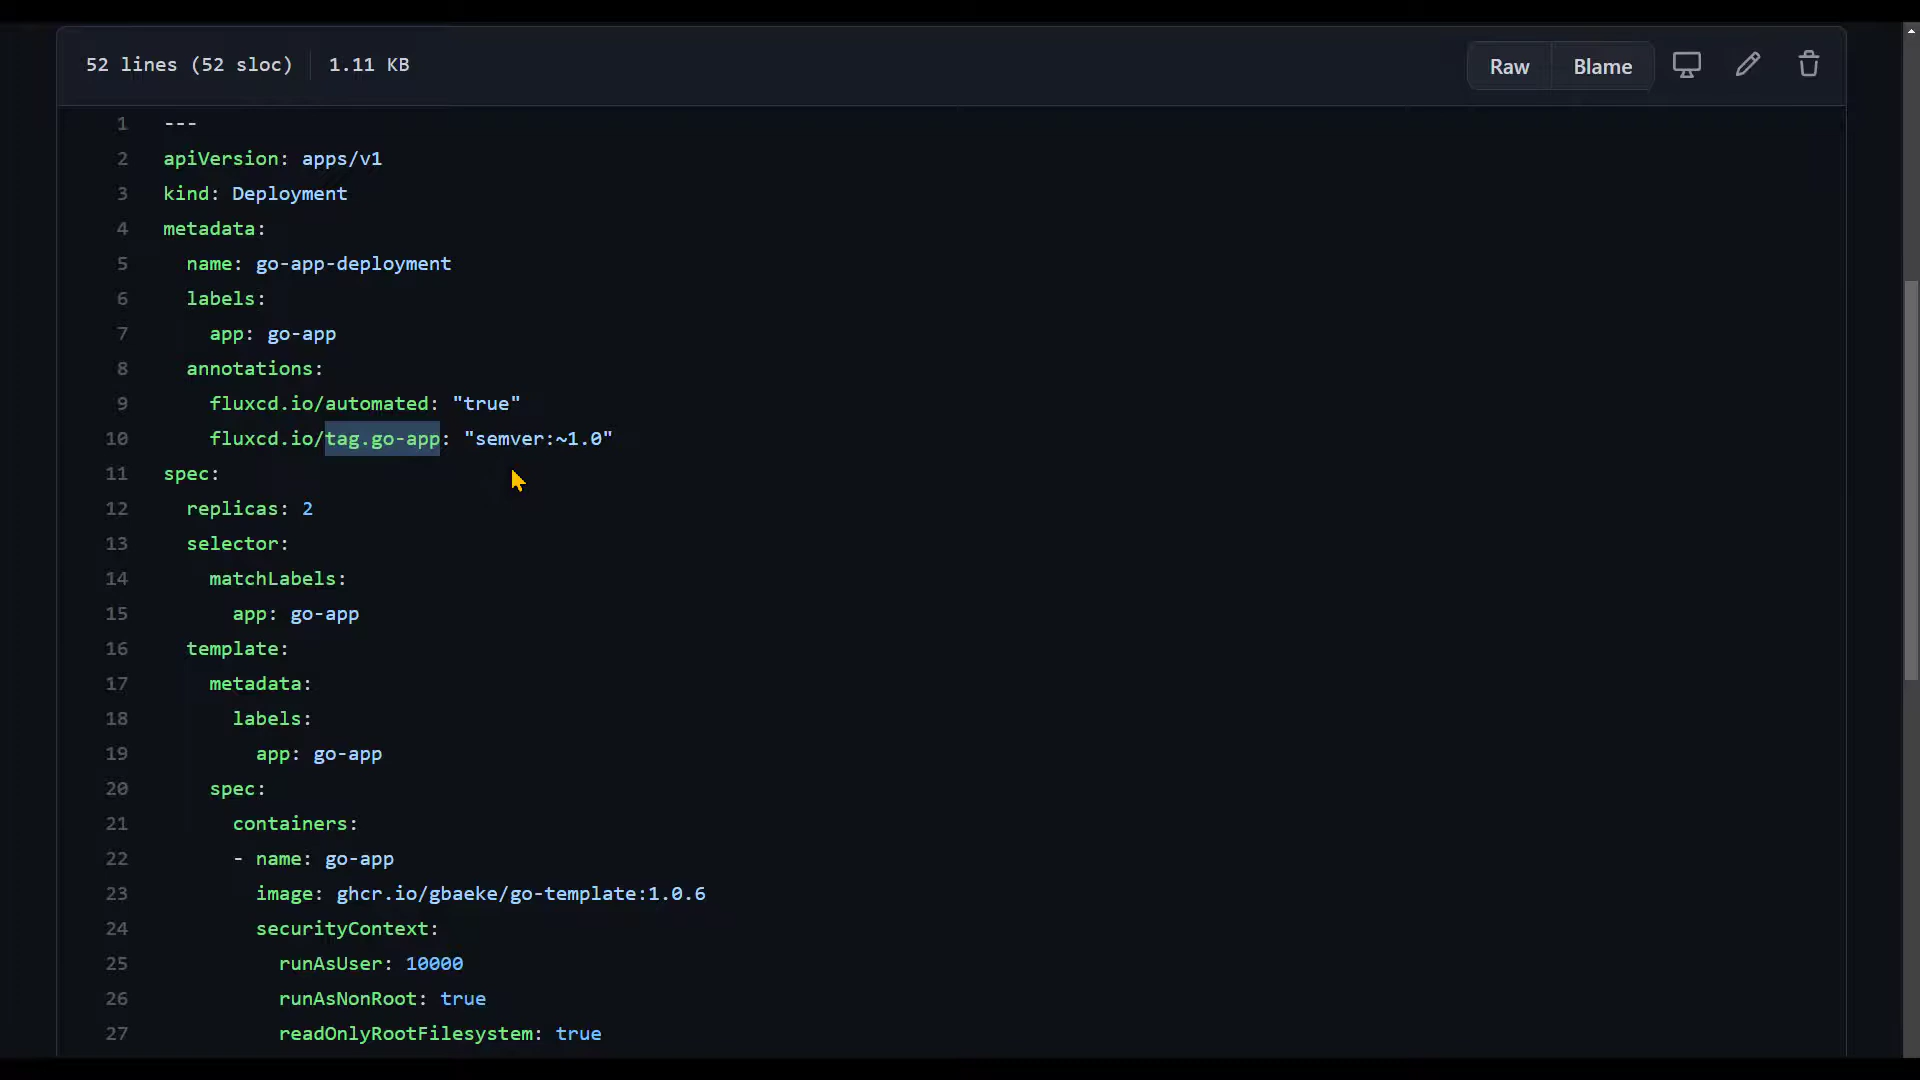 52 lines (52 sloc) 1.11 KB Raw Blame
1 ---
2 apiVersion: apps/v1
3 kind: Deployment
4 metadata:
5   name: go-app-deployment
6   labels:
7     app: go-app
8   annotations:
9     fluxcd.io/automated: "true"
10     fluxcd.io/tag.go-app: "semver:~1.0"
11 spec:
12   replicas: 2
13   selector:
14     matchLabels:
15       app: go-app
16   template:
17     metadata:
18       labels:
19         app: go-app
20     spec:
21       containers:
22       - name: go-app
23         image: ghcr.io/gbaeke/go-template:1.0.6
24         securityContext:
25           runAsUser: 10000
26           runAsNonRoot: true
27           readOnlyRootFilesystem: true